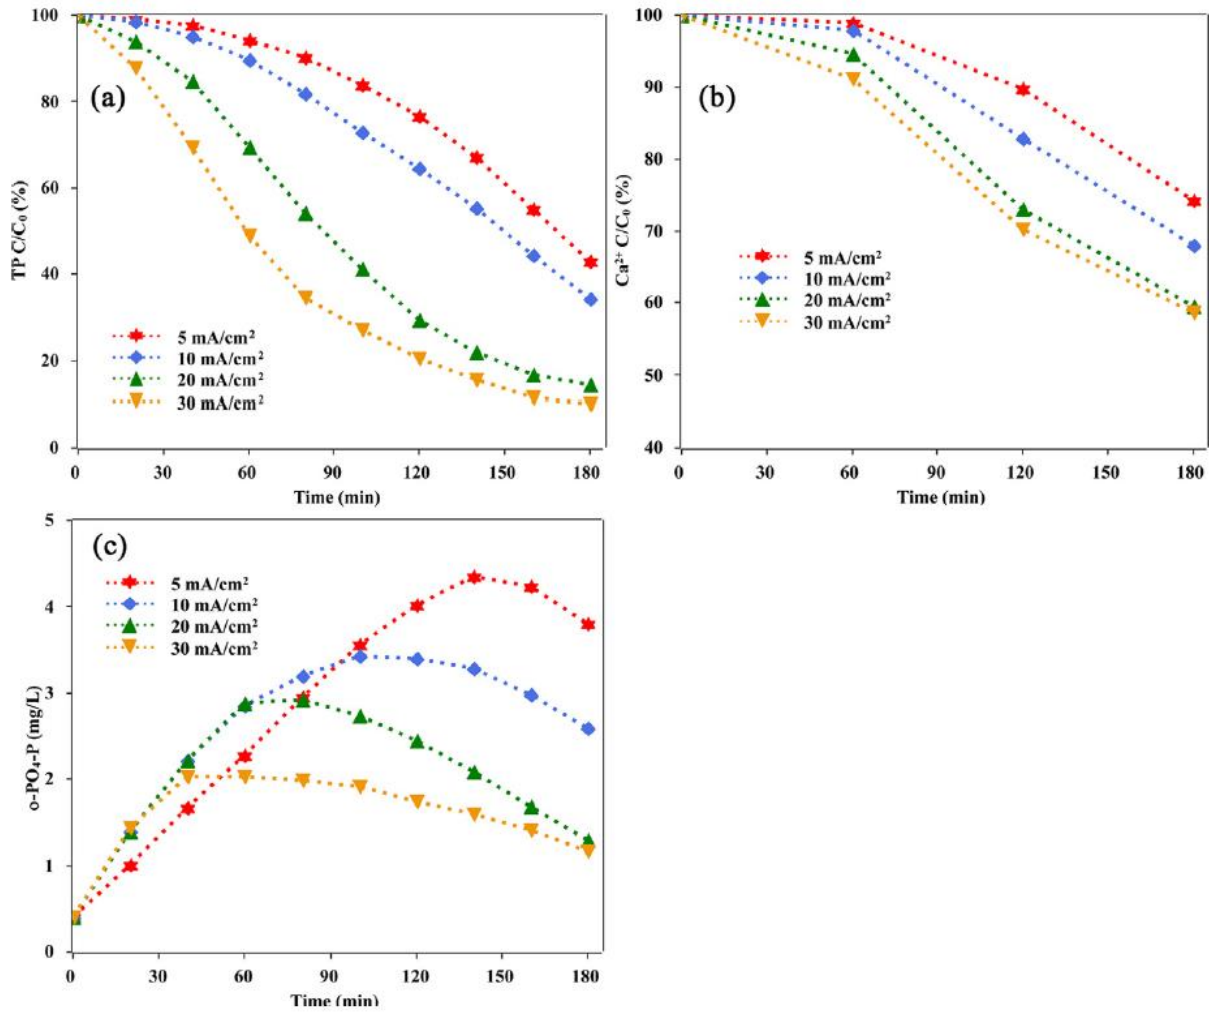 100
80
60
40
20
0
TP C/C₀ (%)
(a)
5 mA/cm²
10 mA/cm²
20 mA/cm²
30 mA/cm²
0 30 60 90 120 150 180
Time (min)
100
90
80
70
60
50
40
Ca²⁺ C/C₀ (%)
(b)
5 mA/cm²
10 mA/cm²
20 mA/cm²
30 mA/cm²
0 30 60 90 120 150 180
Time (min)
5
4
3
2
1
0
o-PO₄-P (mg/L)
(c)
5 mA/cm²
10 mA/cm²
20 mA/cm²
30 mA/cm²
0 30 60 90 120 150 180
Time (min)